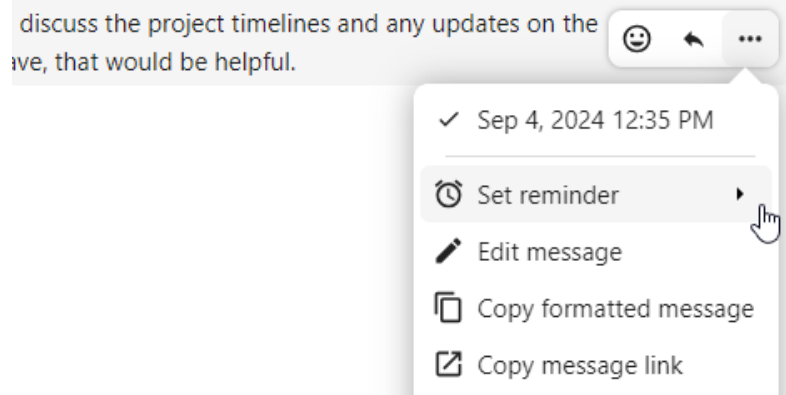 discuss the project timelines and any updates on the
ave, that would be helpful.
Sep 4, 2024 12:35 PM
Set reminder
Edit message
Copy formatted message
Copy message link